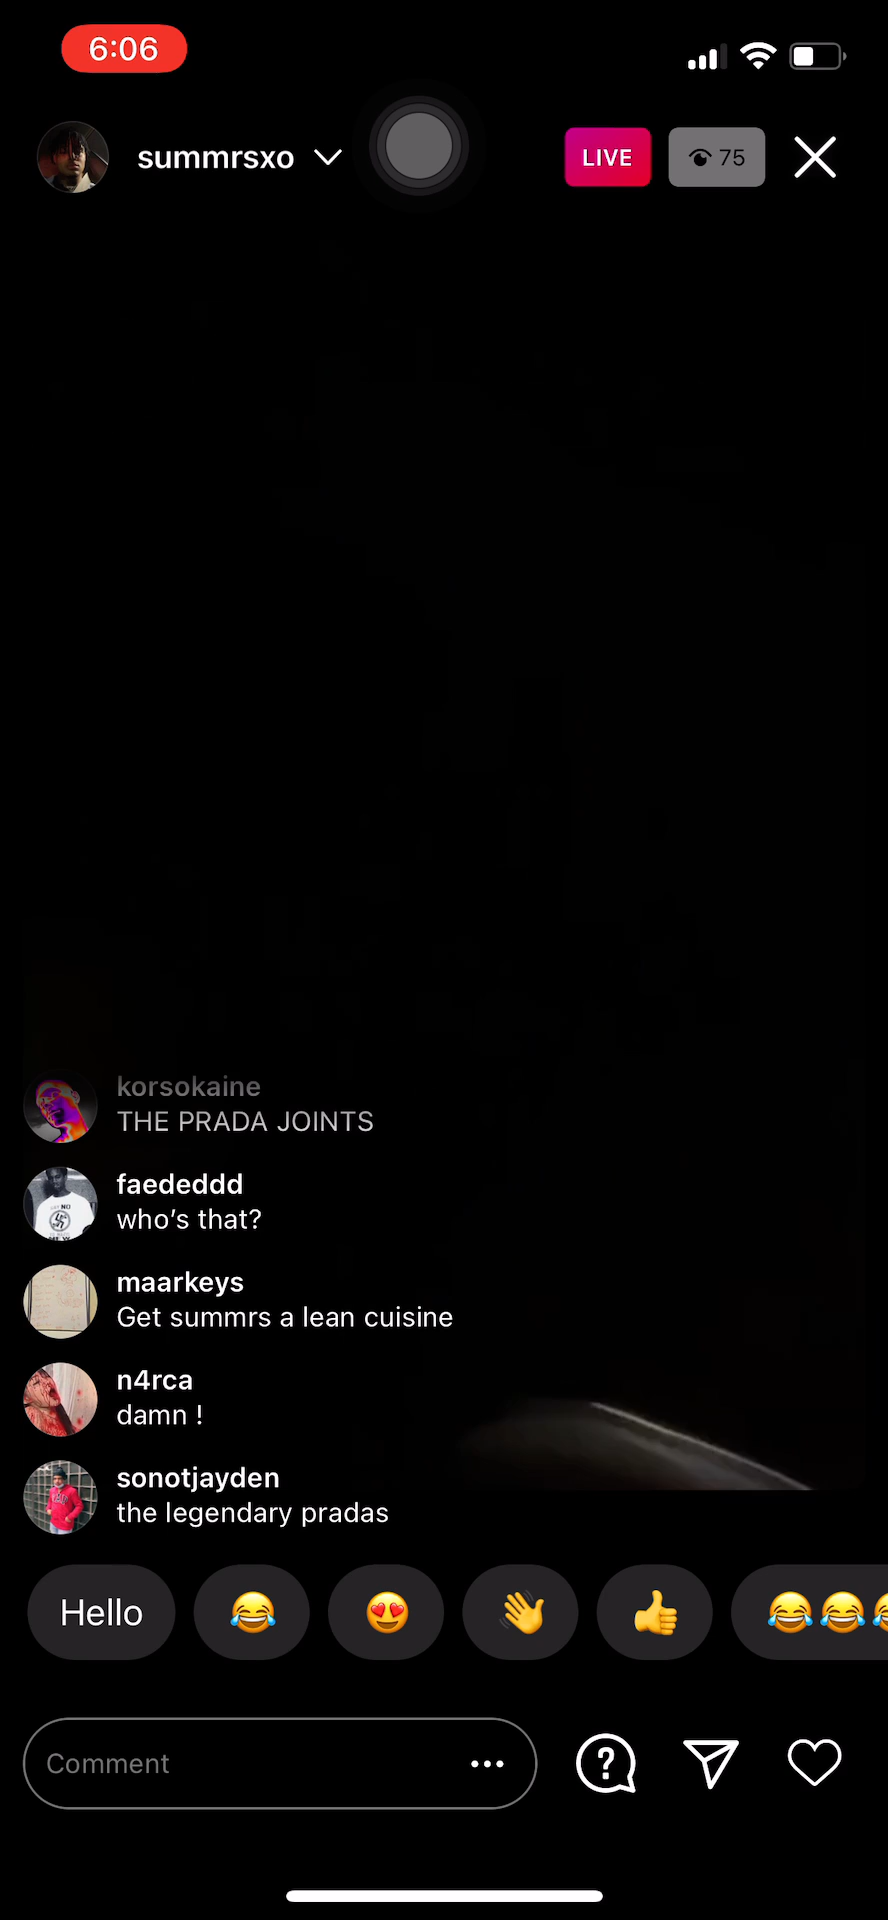 6:06
summrsxo
LIVE
75
korsokaine
THE PRADA JOINTS
faededdd
who's that?
maarkeys
Get summrs a lean cuisine
n4rca
damn !
sonotjayden
the legendary pradas
Hello 😂 😍 👋 👍 😂😂
Comment